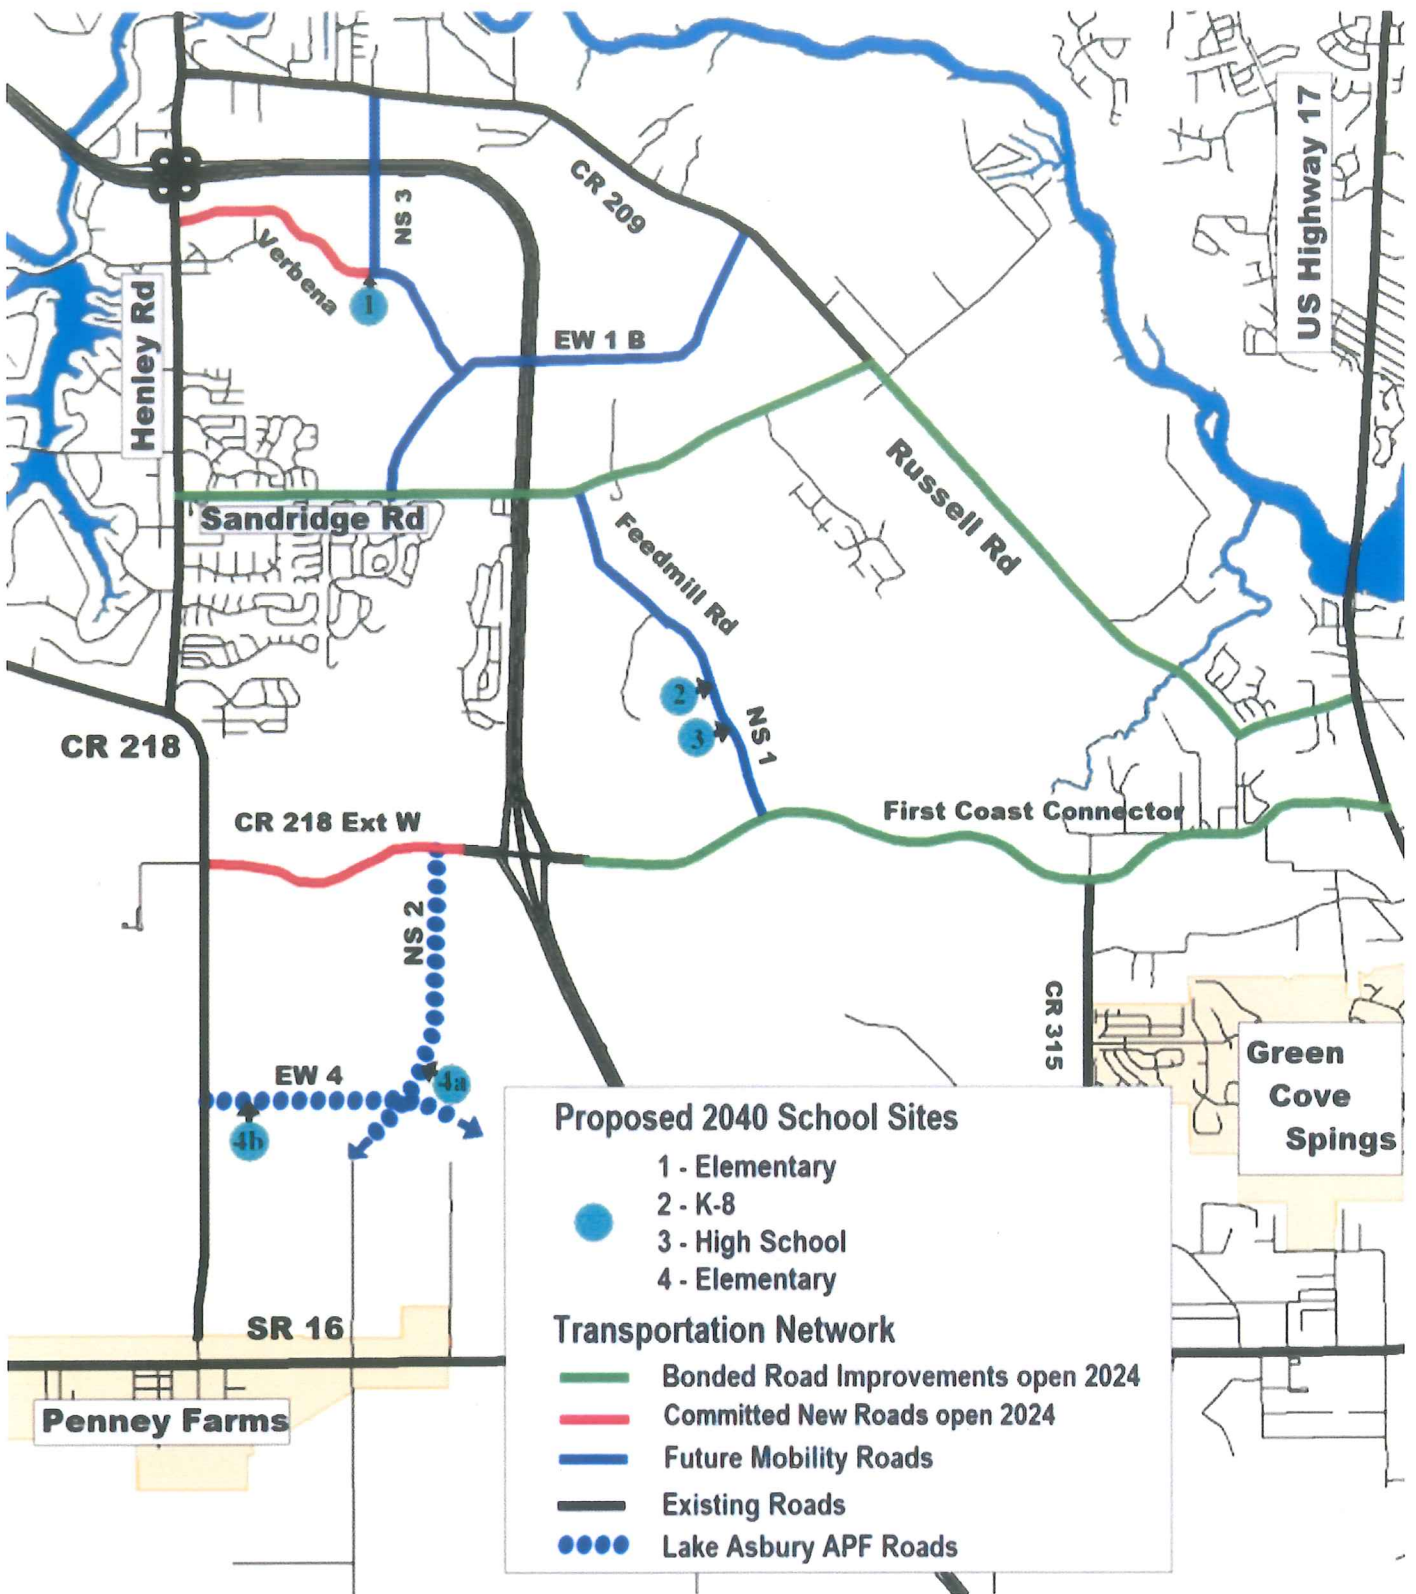 CR 209
US Highway 17
NS 3
Verbena
1
Henley Rd
EW 1 B
Russell Rd
Sandridge Rd
Feedmill Rd
2
3
NS 1
CR 218
First Coast Connector
CR 218 Ext W
NS 2
CR 315
Green
Cove
Spings
EW 4
4a
4b
Proposed 2040 School Sites
1 - Elementary
2 - K-8
3 - High School
4 - Elementary
SR 16
Transportation Network
Bonded Road Improvements open 2024
Penney Farms
Committed New Roads open 2024
Future Mobility Roads
Existing Roads
Lake Asbury APF Roads